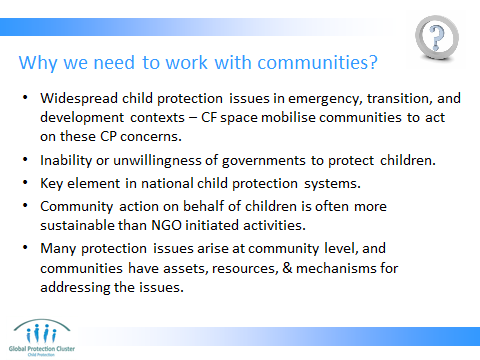 Why we need to work with communities?
• Widespread child protection issues in emergency, transition, and
development contexts – CF space mobilise communities to act
on these CP concerns.
• Inability or unwillingness of governments to protect children.
• Key element in national child protection systems.
• Community action on behalf of children is often more
sustainable than NGO initiated activities.
• Many protection issues arise at community level, and
communities have assets, resources, & mechanisms for
addressing the issues.
Global Protection Cluster
Child Protection